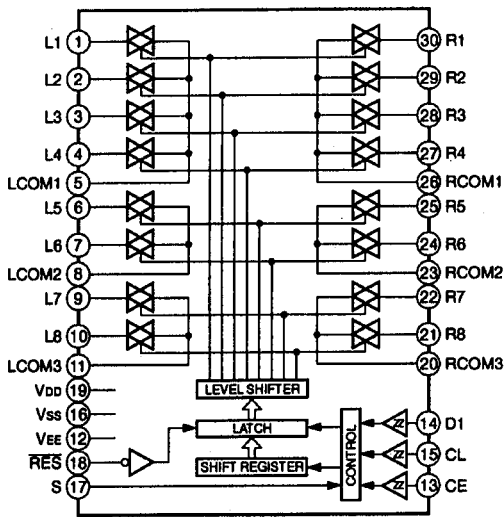 L1 1 30 R1
L2 2 29 R2
L3 3 28 R3
L4 4 27 R4
LCOM1 5 26 RCOM1
L5 6 25 R5
L6 7 24 R6
LCOM2 8 23 RCOM2
L7 9 22 R7
L8 10 21 R8
LCOM3 11 20 RCOM3
VDD 19 LEVEL SHIFTER
VSS 16 LATCH 14 D1
VEE 12 CONTROL 15 CL
RES 18 SHIFT REGISTER
S 17 13 CE